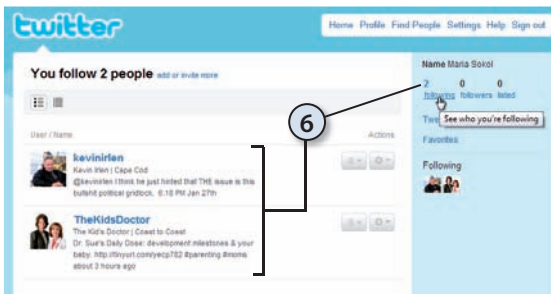 twitter
Home Profile Find People Settings Help Sign out
You follow 2 people add or invite more
User / Name
Actions
kevinirlen
Kevin Irlen | Cape Cod
@kevinirlen I think he just hinted that THE issue is this
bullshit political gridlock. 6:18 PM Jan 27th
TheKidsDoctor
The Kid's Doctor | Coast to Coast
Dr. Sue's Daily Dose: development milestones & your
baby: http://tinyurl.com/yecp782 #parenting #moms
about 3 hours ago
6
Name Maria Sokol
2 0 0
following followers listed
Twe
See who you're following
Favorites
Following